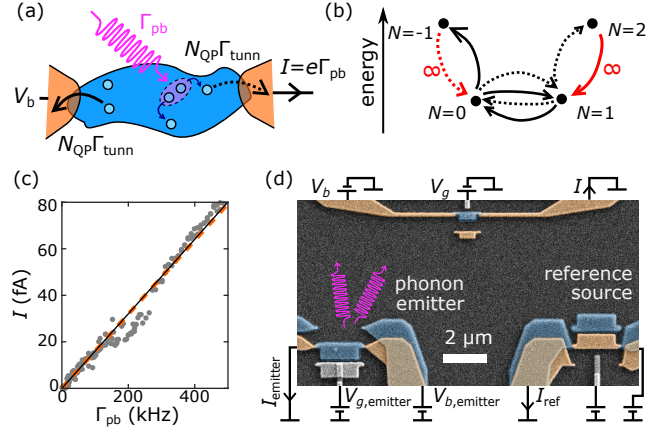 (a)
Γpb
NQPΓtunn
I=eΓpb
Vb
NQPΓtunn
(b)
energy
N=-1
N=2
∞
∞
N=0
N=1
(c)
80
60
40
20
0
I (fA)
0
200
400
Γpb (kHz)
(d)
Vb
Vg
I
phonon
emitter
reference
source
2 μm
Iemitter
Vg,emitter
Vb,emitter
Iref